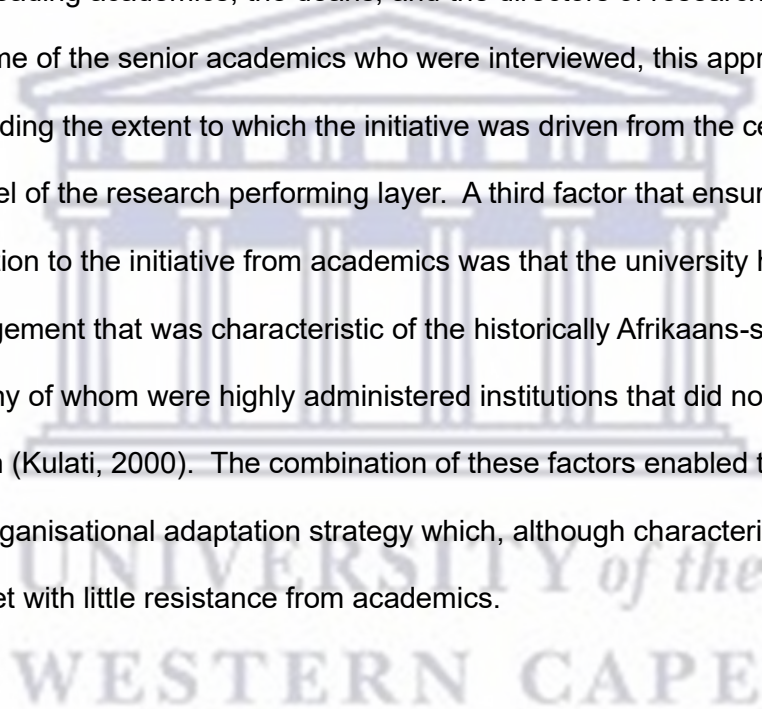 leading academics, the deans, and the directors of research
me of the senior academics who were interviewed, this appr
ding the extent to which the initiative was driven from the ce
el of the research performing layer.  A third factor that ensur
tion to the initiative from academics was that the university h
gement that was characteristic of the historically Afrikaans-s
ny of whom were highly administered institutions that did no
n (Kulati, 2000).  The combination of these factors enabled t
ganisational adaptation strategy which, although characteri
et with little resistance from academics.
UNIVERSITY of the
WESTERN CAPE